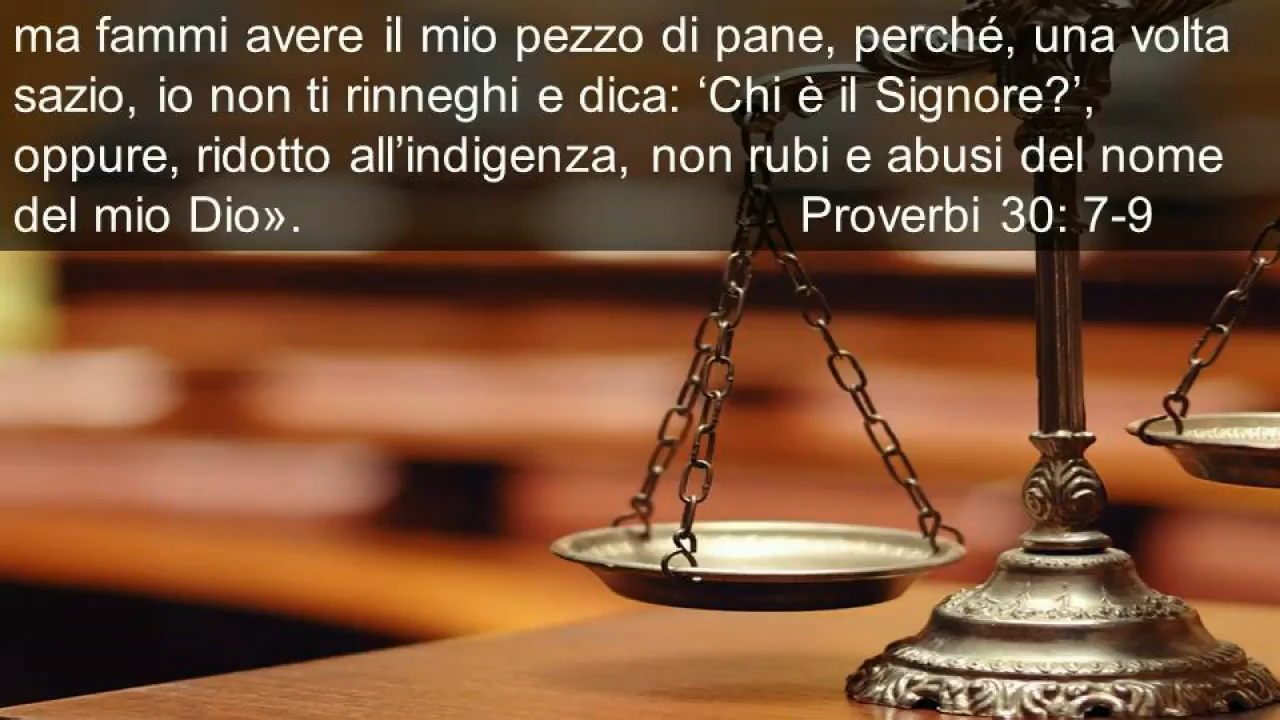 ma fammi avere il mio pezzo di pane, perché, una volta
sazio, io non ti rinneghi e dica: ‘Chi è il Signore?’,
oppure, ridotto all’indigenza, non rubi e abusi del nome
del mio Dio». Proverbi 30: 7-9